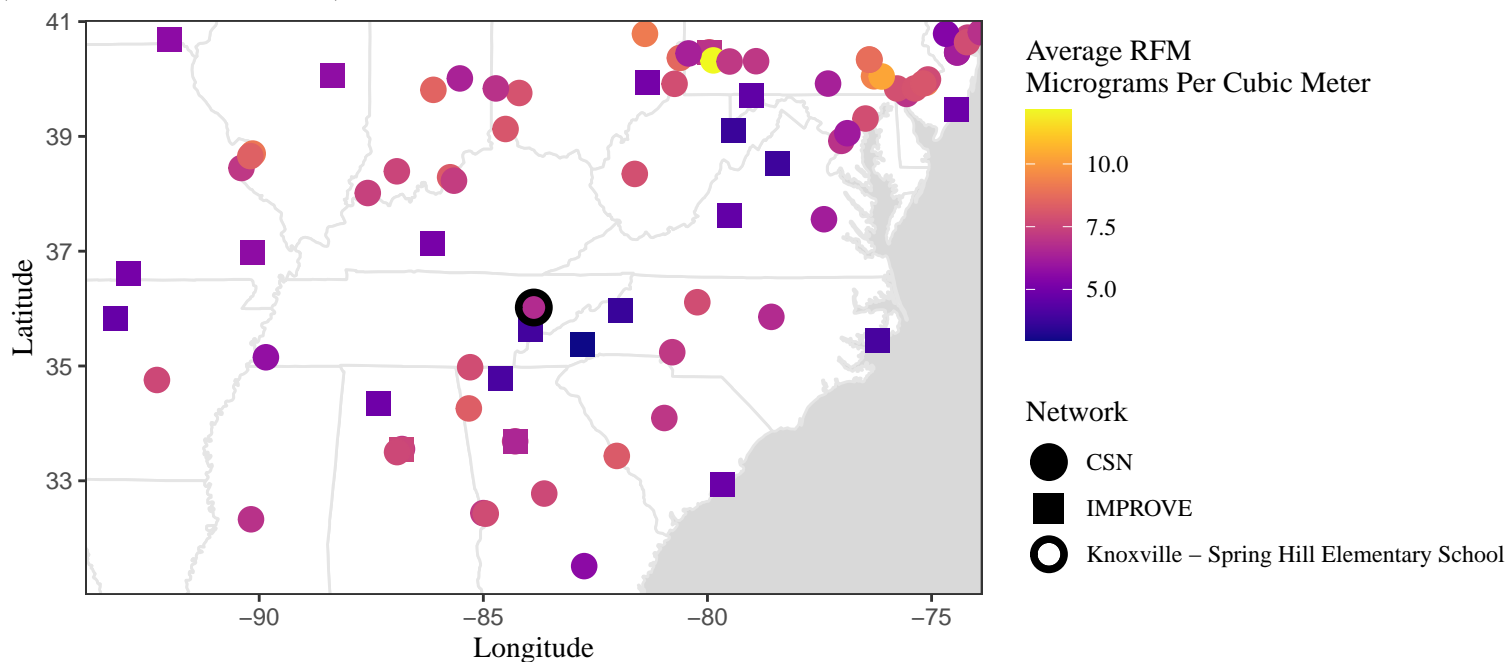 41
39
37
35
33
Latitude
−90
−85
−80
−75
Longitude
Average RFM
Micrograms Per Cubic Meter
10.0
7.5
5.0
Network
CSN
IMPROVE
Knoxville – Spring Hill Elementary School